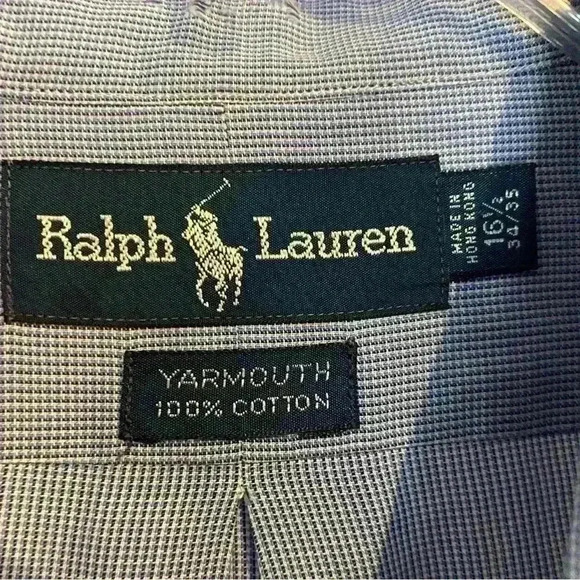 Ralph Lauren
MADE IN
HONG KONG
16½
34/35
YARMOUTH
100% COTTON